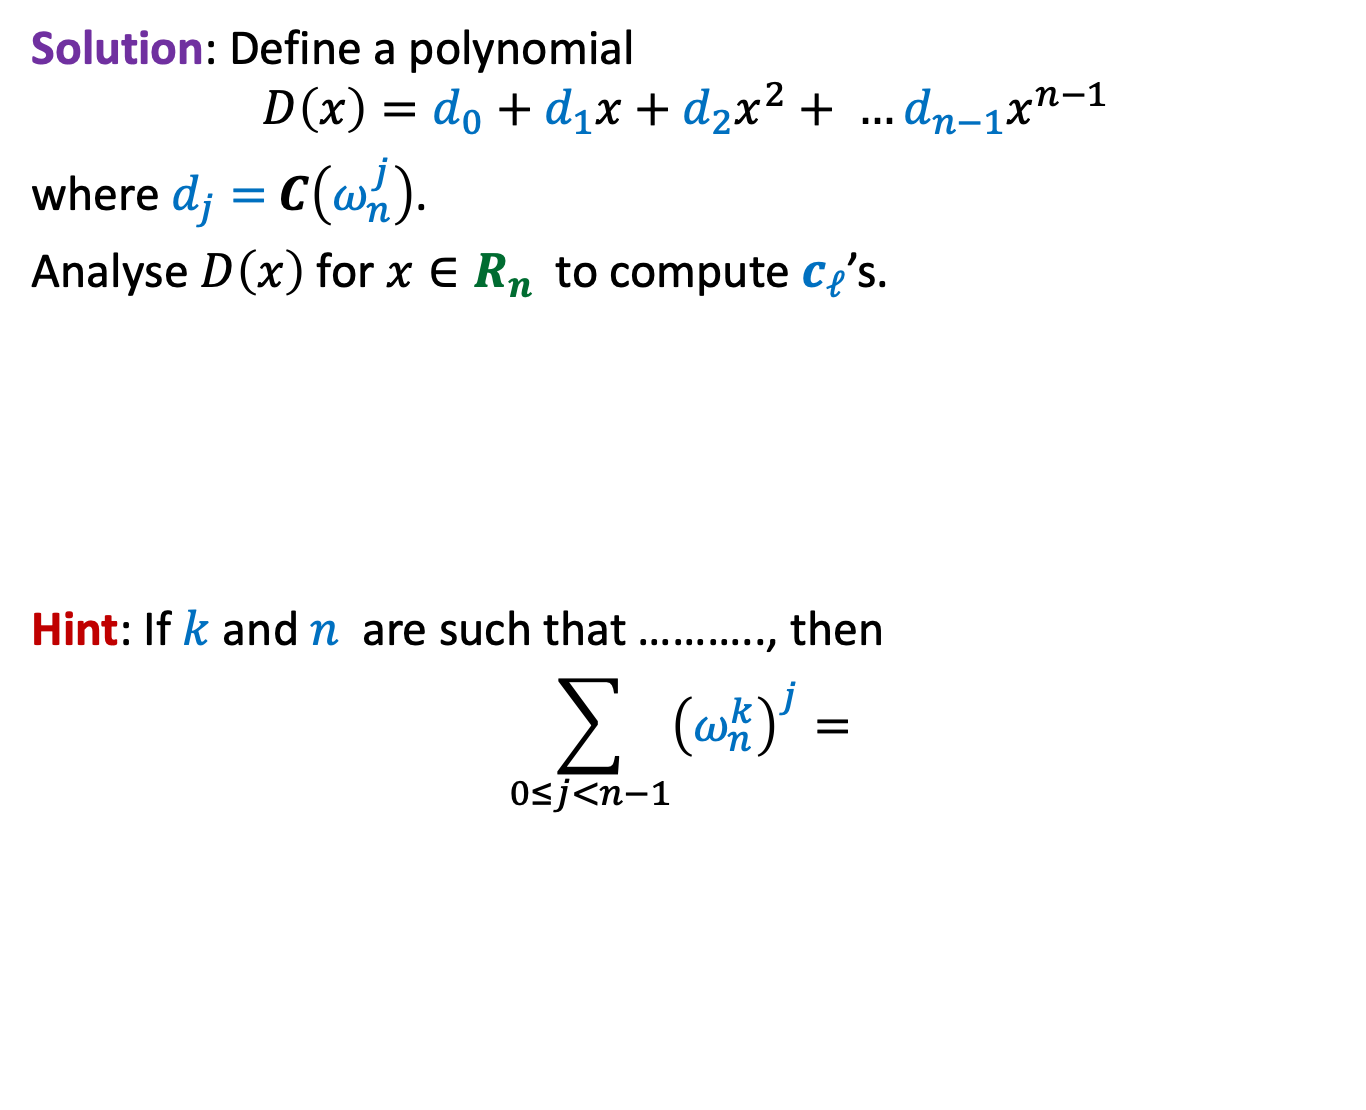 Solution: Define a polynomial
D(x) = d₀ + d₁x + d₂x² + … dₙ₋₁xⁿ⁻¹
where dⱼ = C(ωₙʲ).
Analyse D(x) for x ∈ Rₙ to compute c_ℓ's.
Hint: If k and n are such that ……….., then
∑ (ωₙᵏ)ʲ =
0≤j<n−1